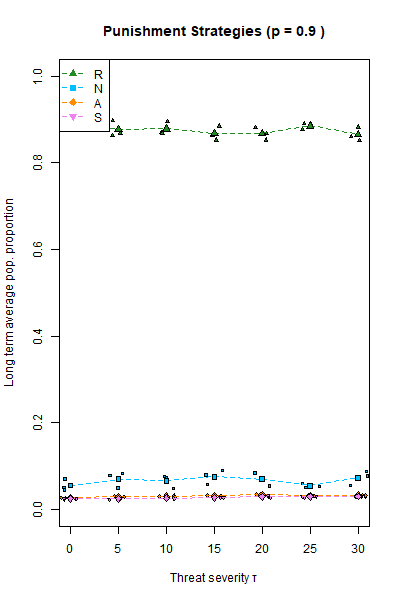 Punishment Strategies (p = 0.9 )
R
N
A
S
1.0
0.8
0.6
0.4
0.2
0.0
Long term average pop. proportion
0 5 10 15 20 25 30
Threat severity τ